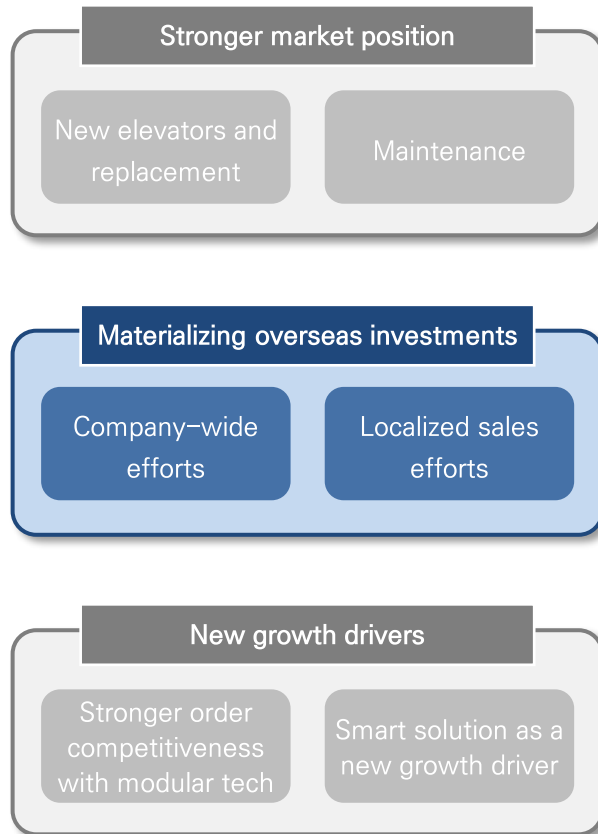 Stronger market position
New elevators and
replacement
Maintenance
Materializing overseas investments
Company-wide
efforts
Localized sales
efforts
New growth drivers
Stronger order
competitiveness
with modular tech
Smart solution as a
new growth driver